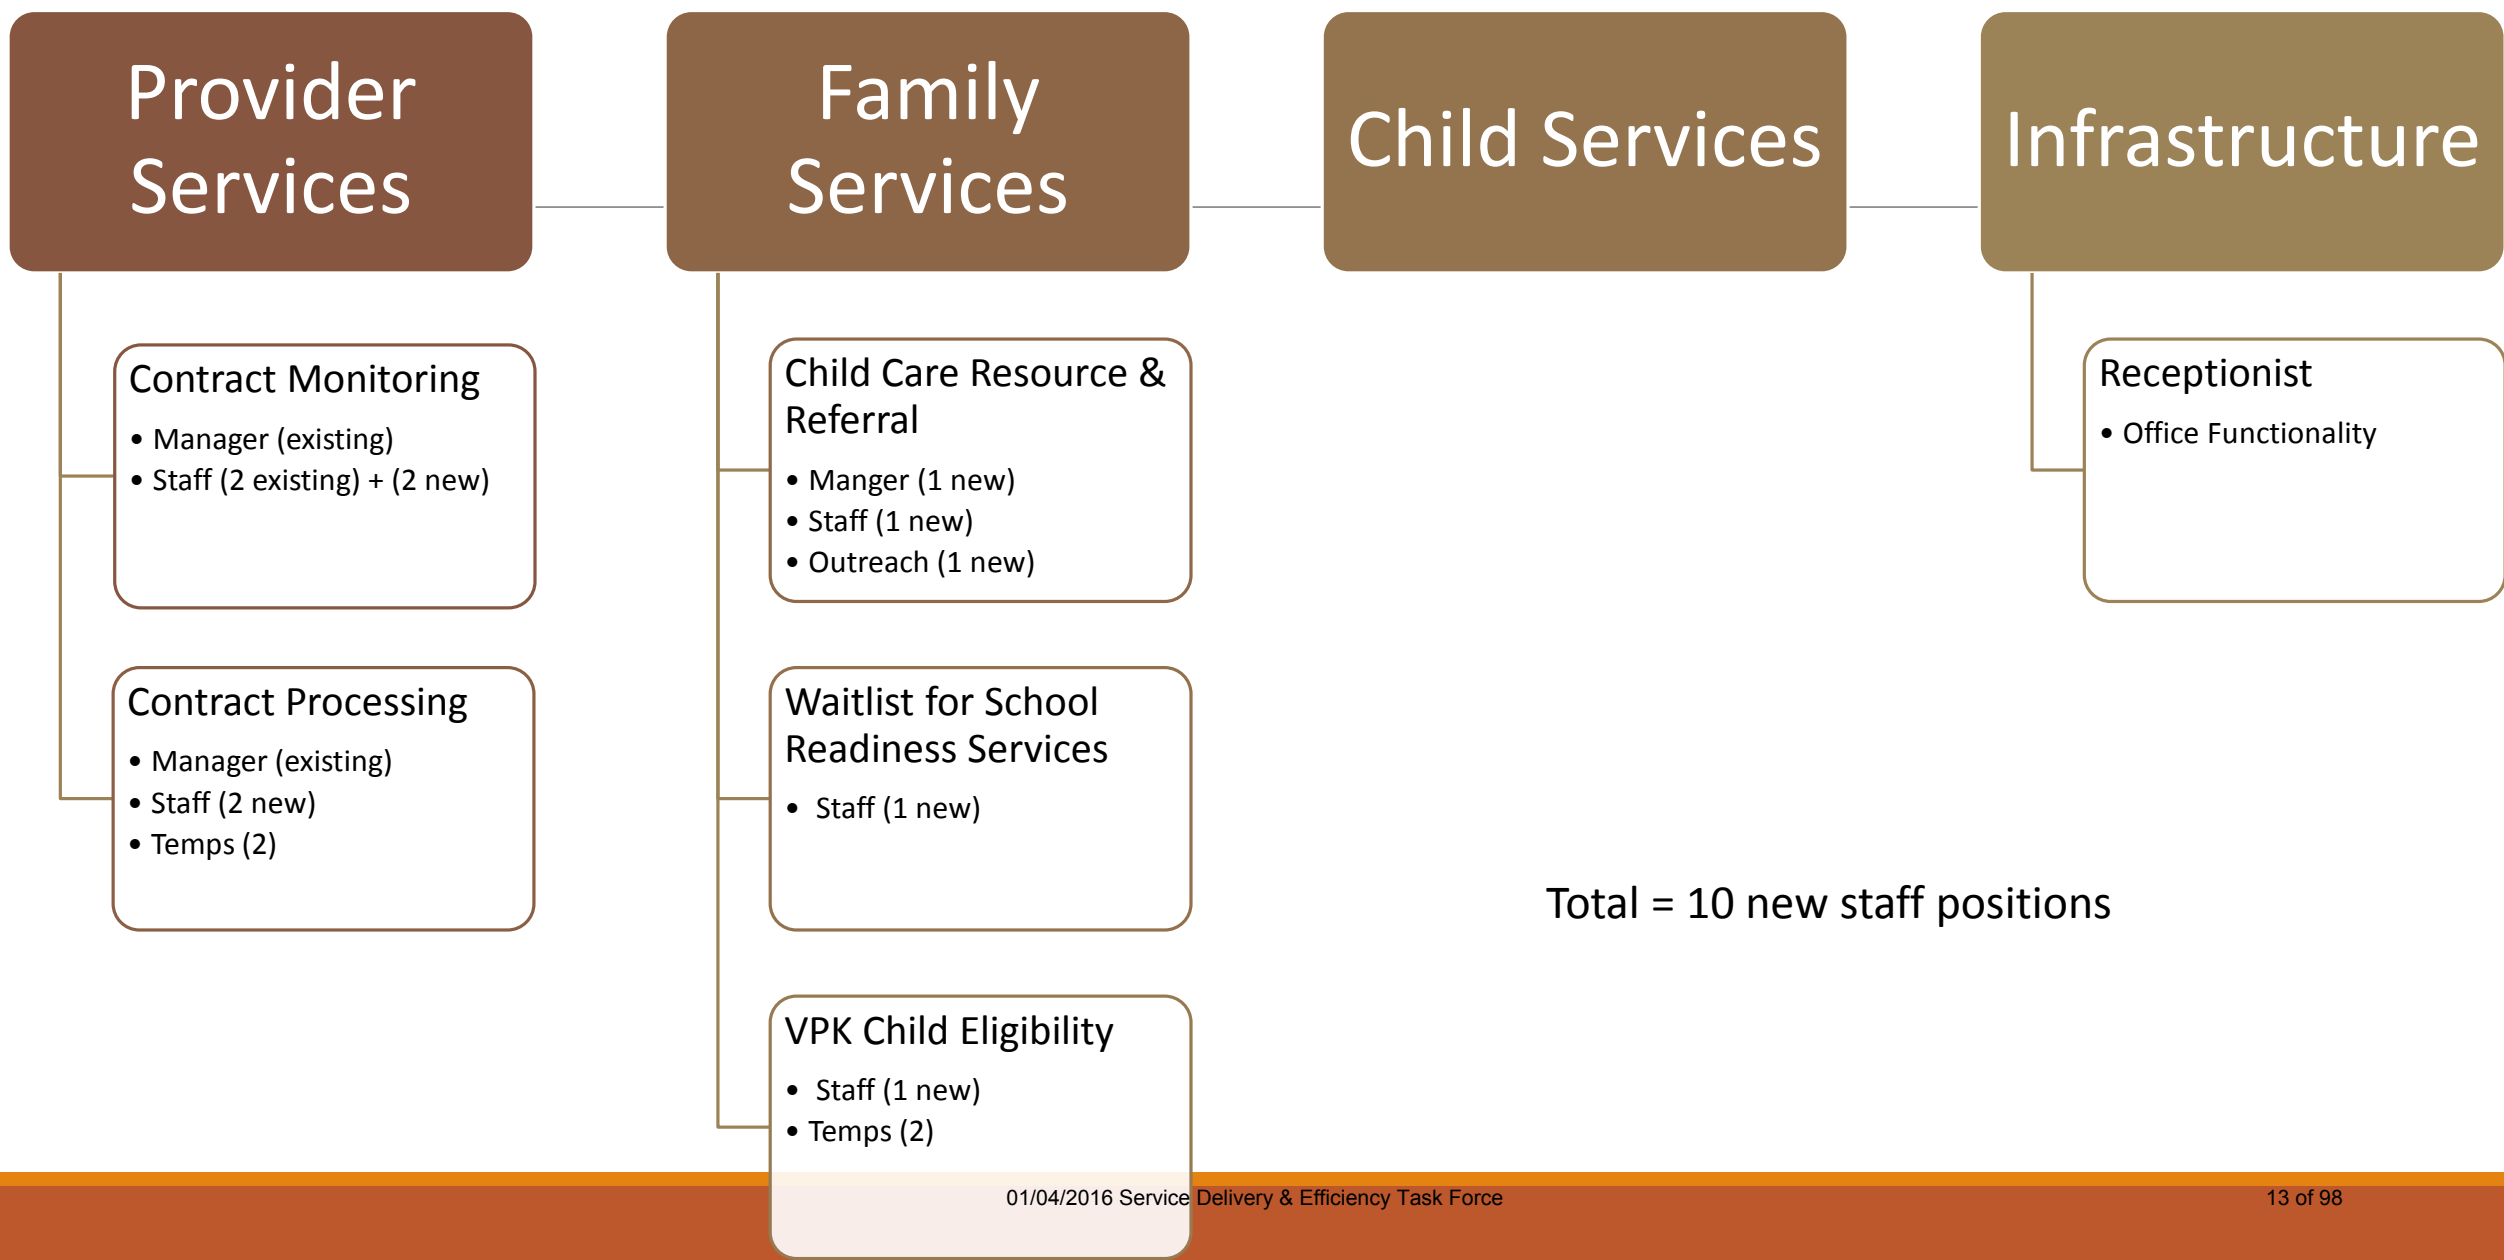 Provider
Services
Family
Services
Child Services
Infrastructure
Contract Monitoring
• Manager (existing)
• Staff (2 existing) + (2 new)
Contract Processing
• Manager (existing)
• Staff (2 new)
• Temps (2)
Child Care Resource &
Referral
• Manger (1 new)
• Staff (1 new)
• Outreach (1 new)
Waitlist for School
Readiness Services
• Staff (1 new)
VPK Child Eligibility
• Staff (1 new)
• Temps (2)
Receptionist
• Office Functionality
Total = 10 new staff positions
01/04/2016 Service Delivery & Efficiency Task Force
13 of 98